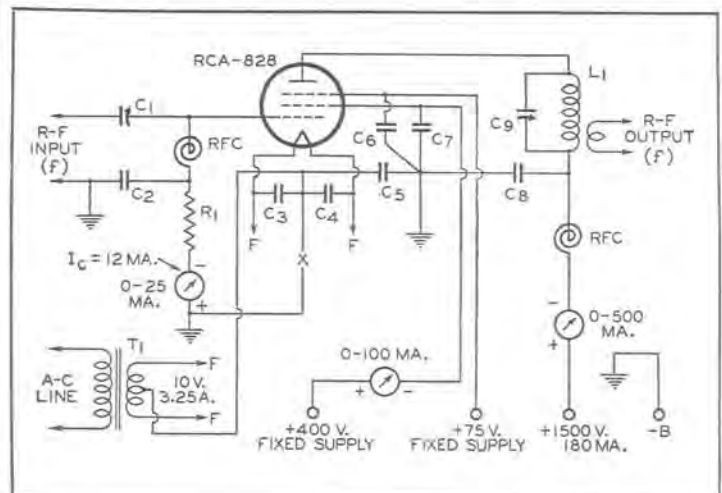 RCA-828
L1
C1
R-F
INPUT
(f)
RFC
C6
C7
C9
R-F
OUTPUT
(f)
C2
R1
C3
C4
C5
C8
F
F
X
RFC
IC = 12 MA.
0-25
MA.
-
+
-
+
0-500
MA.
T1
A-C
LINE
10 V.
3.25 A.
F
F
0-100 MA.
+
-
+400 V.
FIXED SUPPLY
+75 V.
FIXED SUPPLY
+1500 V.
180 MA.
-B